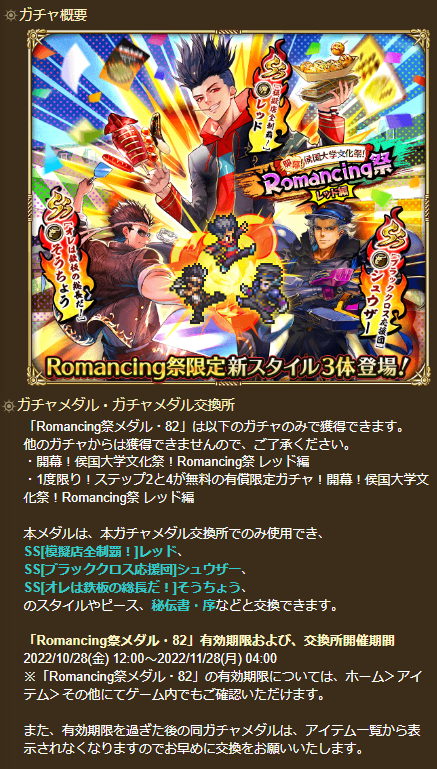 ガチャ概要
SS
[模擬店全制覇！]
レッド
開幕！侯国大学文化祭！
Romancing祭
レッド編
SS
[オレは鉄板の総長だ！]
そうちょう
SS
[ブラッククロス応援団]
シュウザー
Romancing祭限定 新スタイル3体 登場！
ガチャメダル・ガチャメダル交換所
「Romancing祭メダル・82」は以下のガチャのみで獲得できます。
他のガチャからは獲得できませんので、ご了承ください。
・開幕！侯国大学文化祭！Romancing祭 レッド編
・1度限り！ステップ2と4が無料の有償限定ガチャ！開幕！侯国大学文
化祭！Romancing祭 レッド編
本メダルは、本ガチャメダル交換所でのみ使用でき、
SS[模擬店全制覇！]レッド、
SS[ブラッククロス応援団]シュウザー、
SS[オレは鉄板の総長だ！]そうちょう、
のスタイルやピース、秘伝書・序などと交換できます。
「Romancing祭メダル・82」有効期限および、交換所開催期間
2022/10/28(金) 12:00～2022/11/28(月) 04:00
※「Romancing祭メダル・82」の有効期限については、ホーム＞アイ
テム＞その他にてゲーム内でもご確認いただけます。
また、有効期限を過ぎた後の同ガチャメダルは、アイテム一覧から表
示されなくなりますのでお早めに交換をお願いいたします。